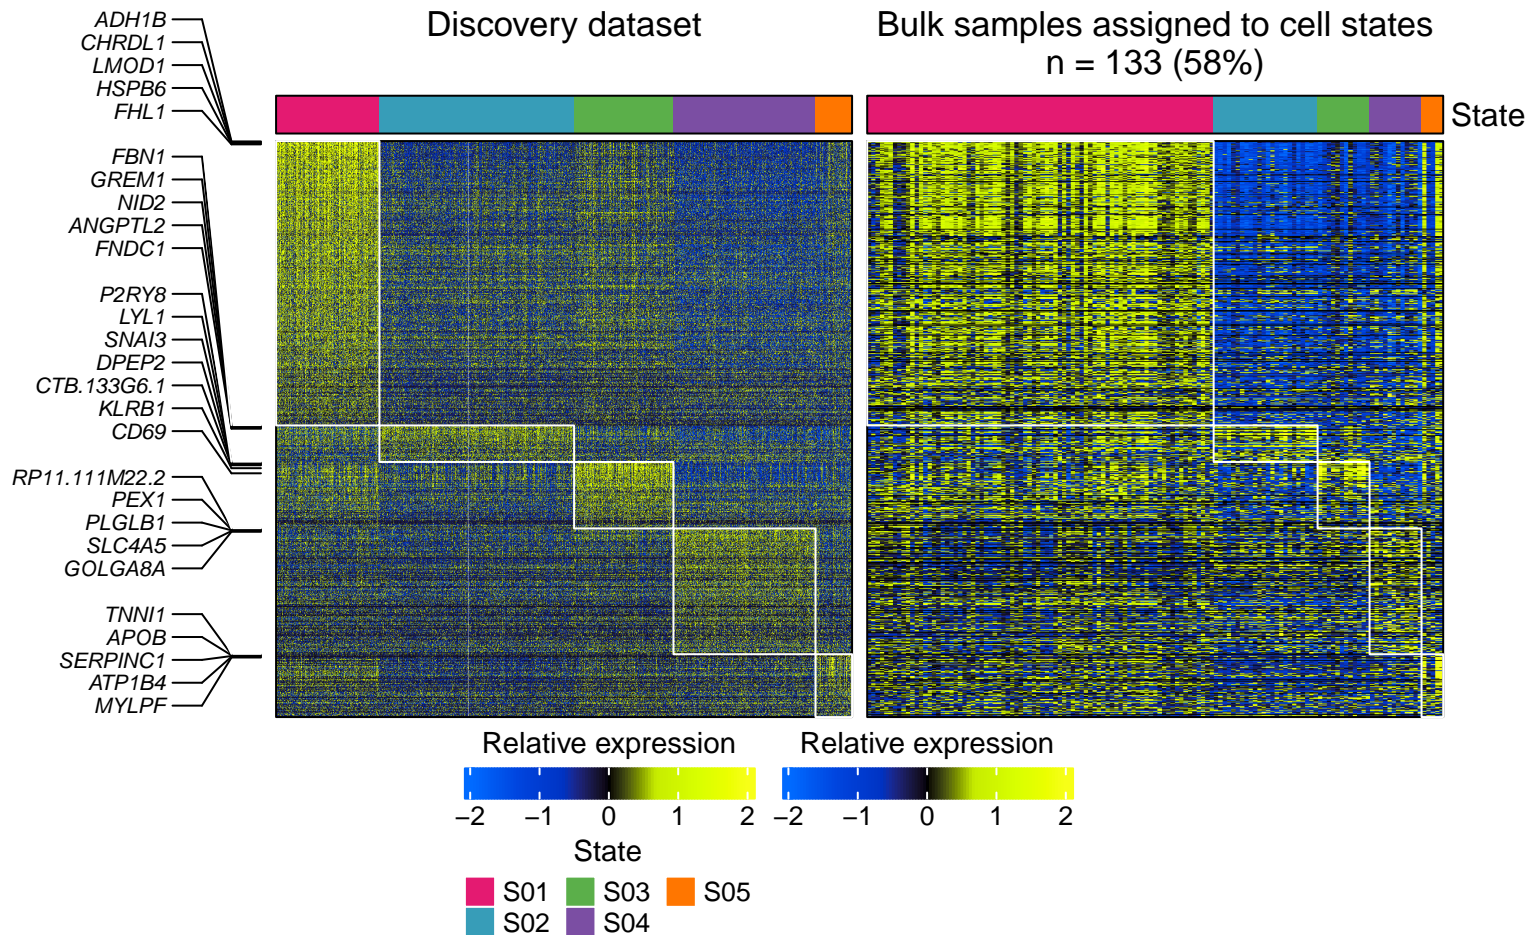 Discovery dataset
Bulk samples assigned to cell states
n = 133 (58%)
State
ADH1B
CHRDL1
LMOD1
HSPB6
FHL1
FBN1
GREM1
NID2
ANGPTL2
FNDC1
P2RY8
LYL1
SNAI3
DPEP2
CTB.133G6.1
KLRB1
CD69
RP11.111M22.2
PEX1
PLGLB1
SLC4A5
GOLGA8A
TNNI1
APOB
SERPINC1
ATP1B4
MYLPF
Relative expression
−2 −1 0 1 2
Relative expression
−2 −1 0 1 2
State
S01 S03 S05
S02 S04